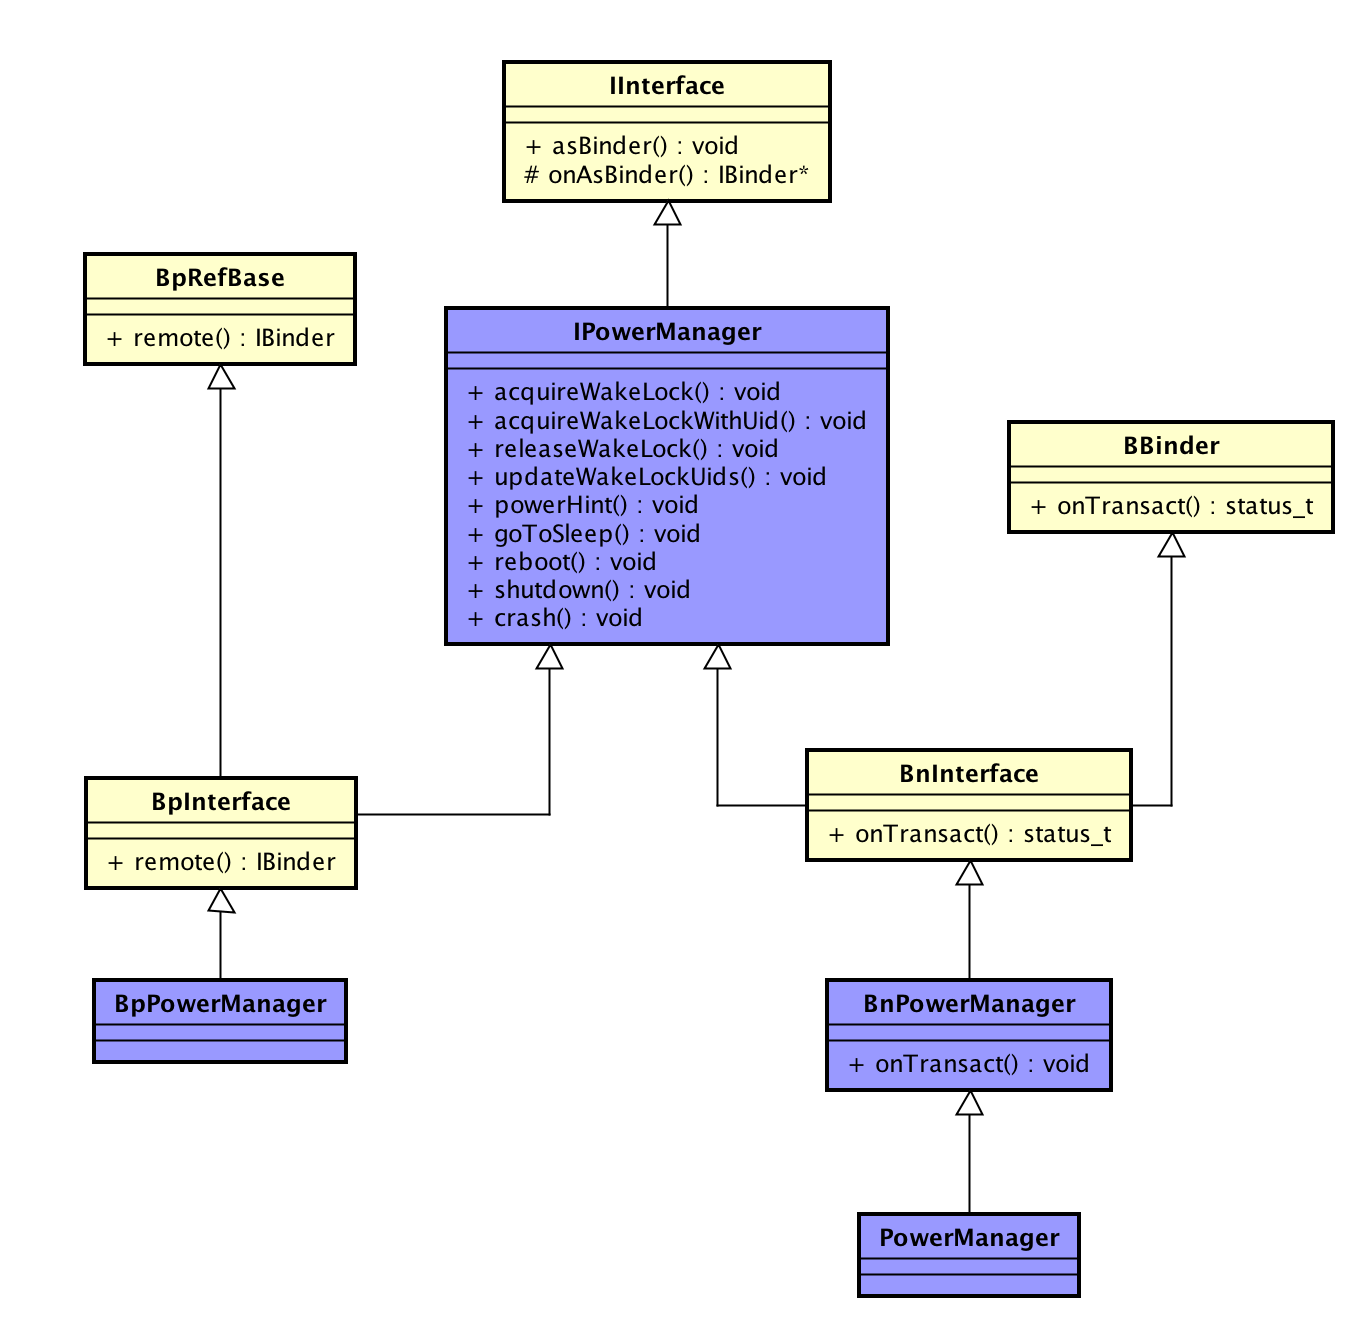 IInterface
+ asBinder() : void
# onAsBinder() : IBinder*
BpRefBase
+ remote() : IBinder
IPowerManager
+ acquireWakeLock() : void
+ acquireWakeLockWithUid() : void
+ releaseWakeLock() : void
+ updateWakeLockUids() : void
+ powerHint() : void
+ goToSleep() : void
+ reboot() : void
+ shutdown() : void
+ crash() : void
BBinder
+ onTransact() : status_t
BpInterface
+ remote() : IBinder
BnInterface
+ onTransact() : status_t
BpPowerManager
BnPowerManager
+ onTransact() : void
PowerManager